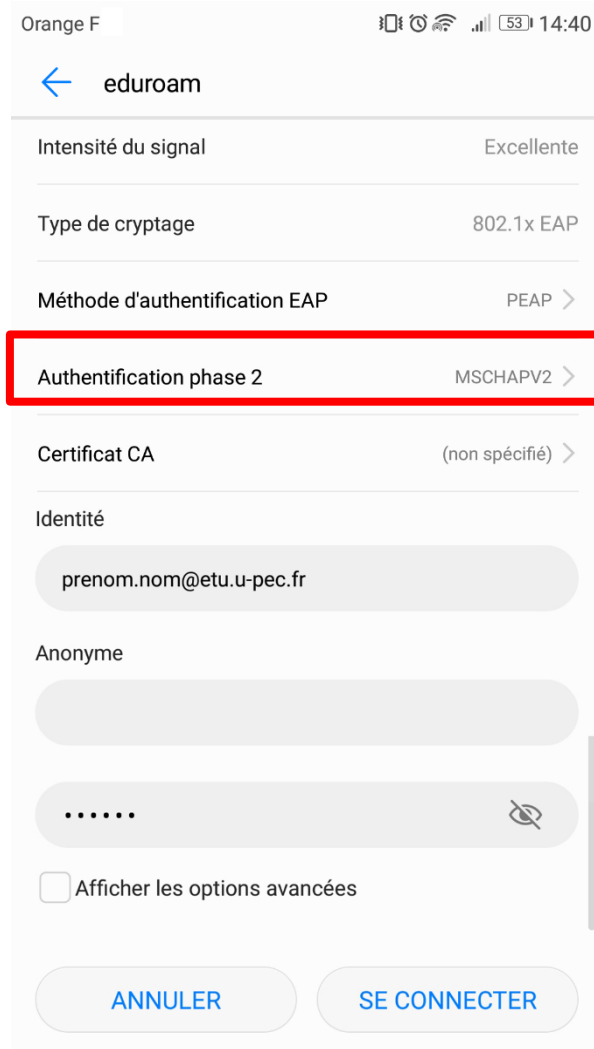 Orange F 53 14:40
eduroam
Intensité du signal Excellente
Type de cryptage 802.1x EAP
Méthode d'authentification EAP PEAP
Authentification phase 2 MSCHAPV2
Certificat CA (non spécifié)
Identité
prenom.nom@etu.u-pec.fr
Anonyme
••••••
Afficher les options avancées
ANNULER SE CONNECTER